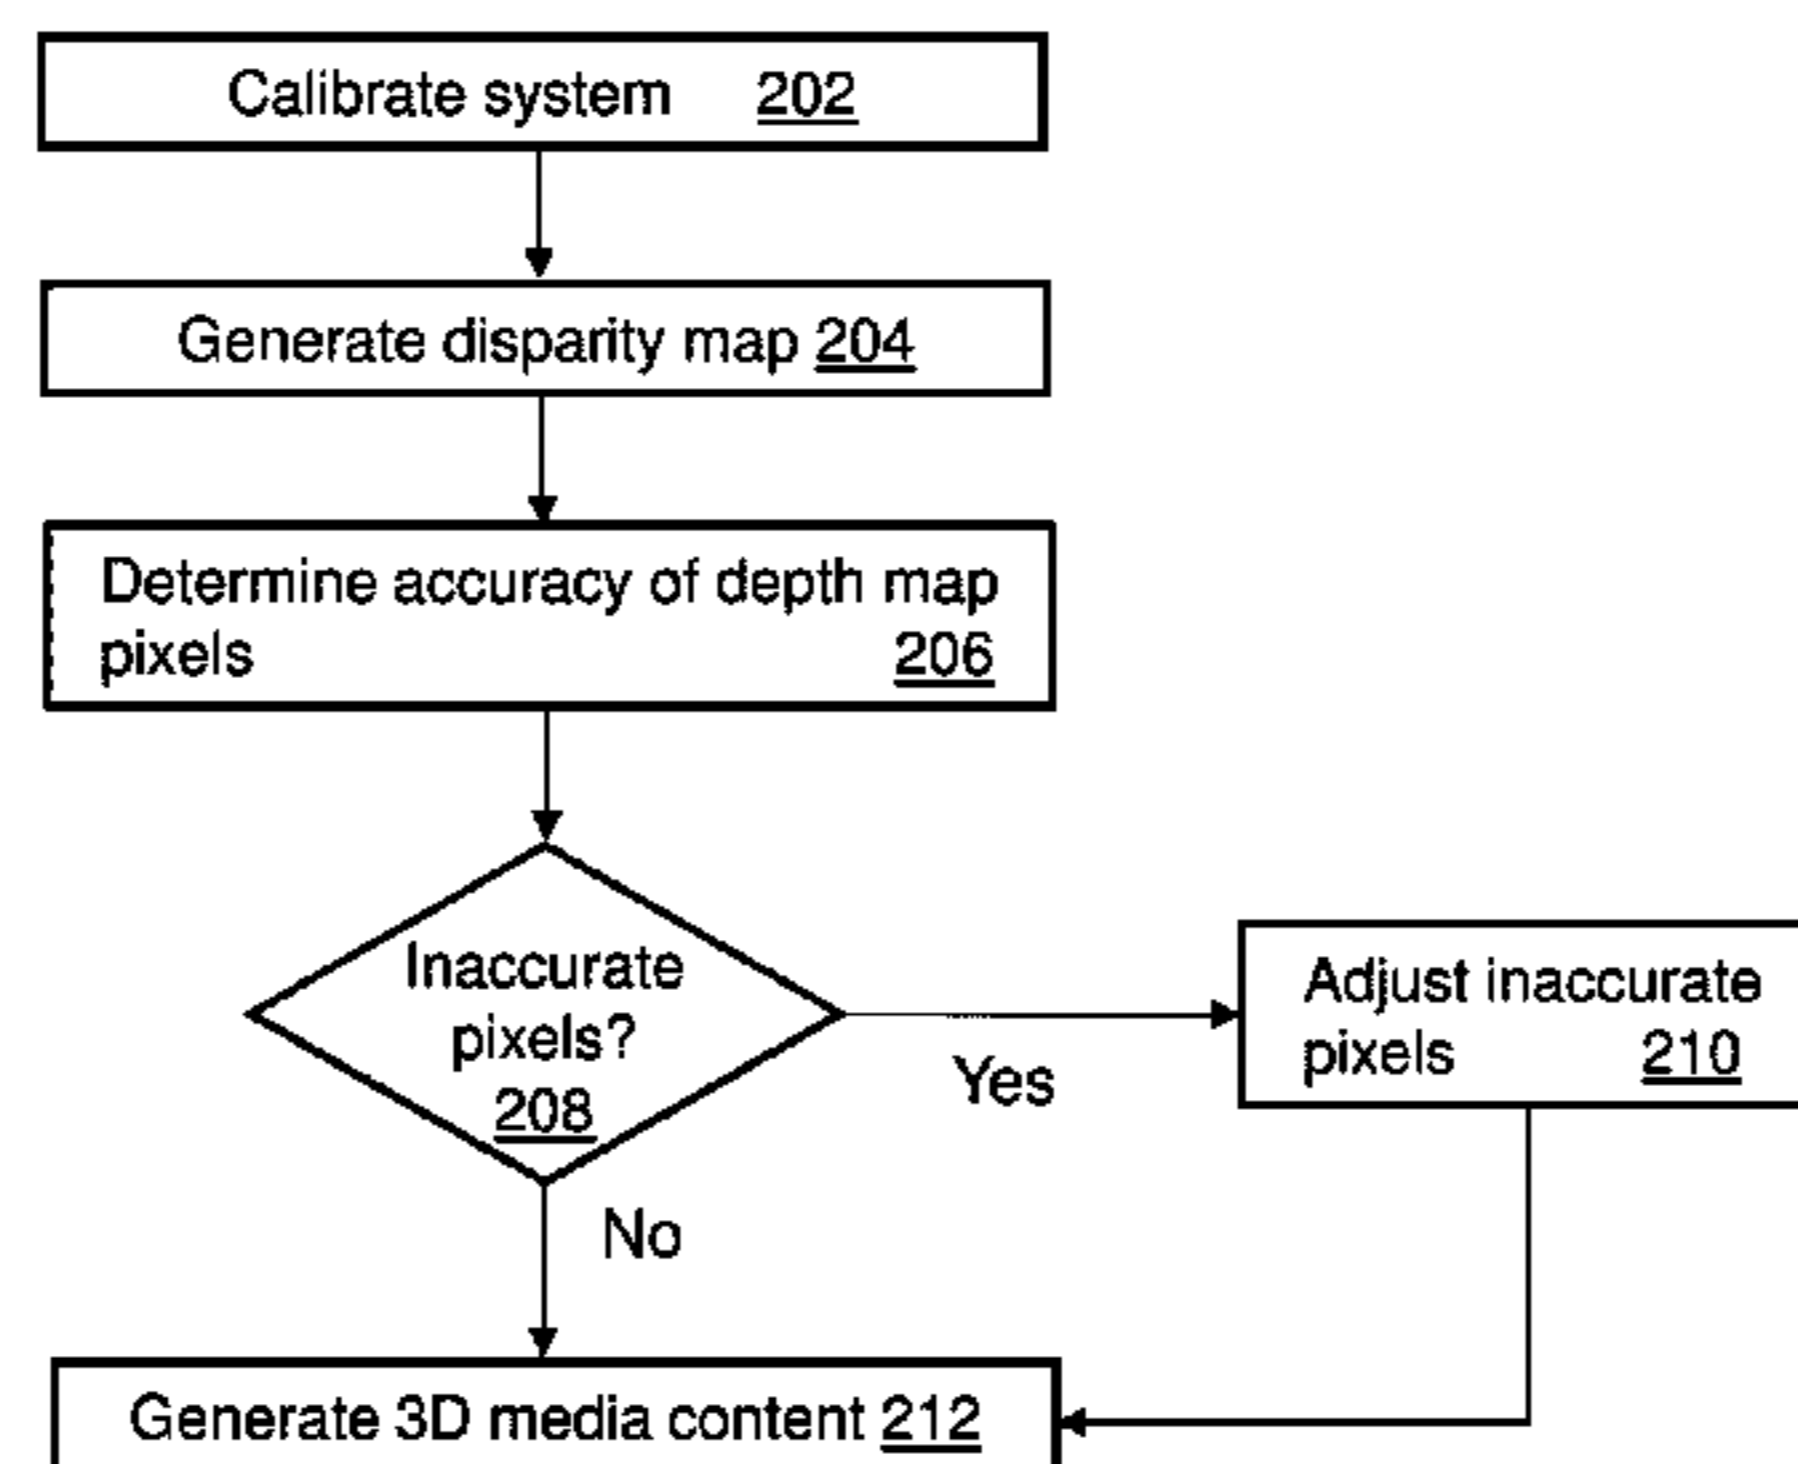 Calibrate system 202
Generate disparity map 204
Determine accuracy of depth map
pixels 206
Inaccurate
pixels?
208
Yes
Adjust inaccurate
pixels 210
No
Generate 3D media content 212